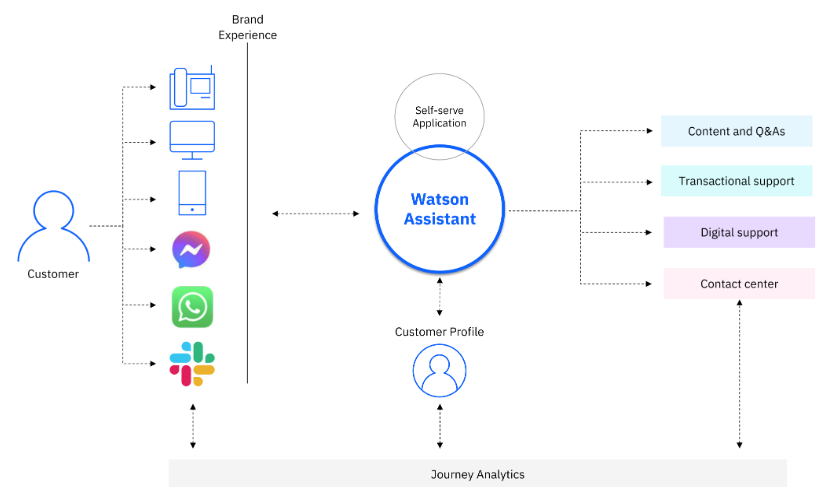 Brand
Experience
Self-serve
Application
Content and Q&As
Transactional support
Watson
Assistant
Digital support
Customer
Contact center
Customer Profile
Journey Analytics